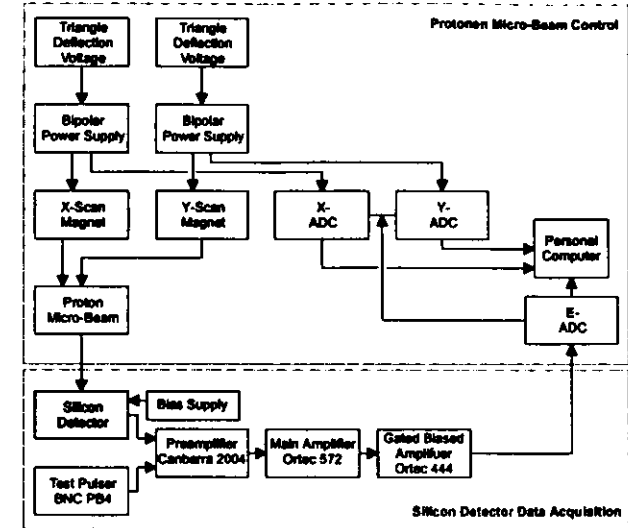 Protonen Micro-Beam Control
Triangle
Deflection
Voltage
Triangle
Deflection
Voltage
Bipolar
Power Supply
Bipolar
Power Supply
X-Scan
Magnet
Y-Scan
Magnet
X-
ADC
Y-
ADC
Personal
Computer
Proton
Micro-Beam
E-
ADC
Silicon
Detector
Bias Supply
Preamplifier
Canberra 2004
Main Amplifier
Ortec 572
Gated Biased
Amplifuer
Ortec 444
Test Pulser
BNC PB4
Silicon Detector Data Acquisition